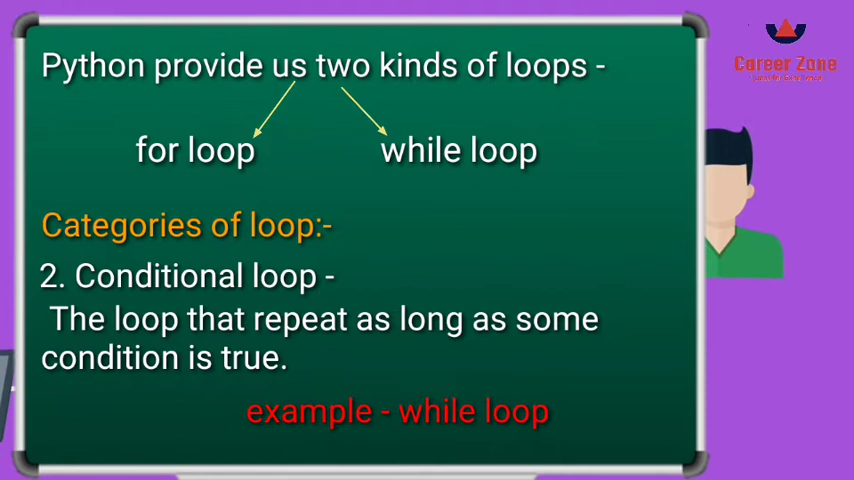 Python provide us two kinds of loops -
for loop while loop
Categories of loop:-
2. Conditional loop -
The loop that repeat as long as some
condition is true.
example - while loop
Career Zone